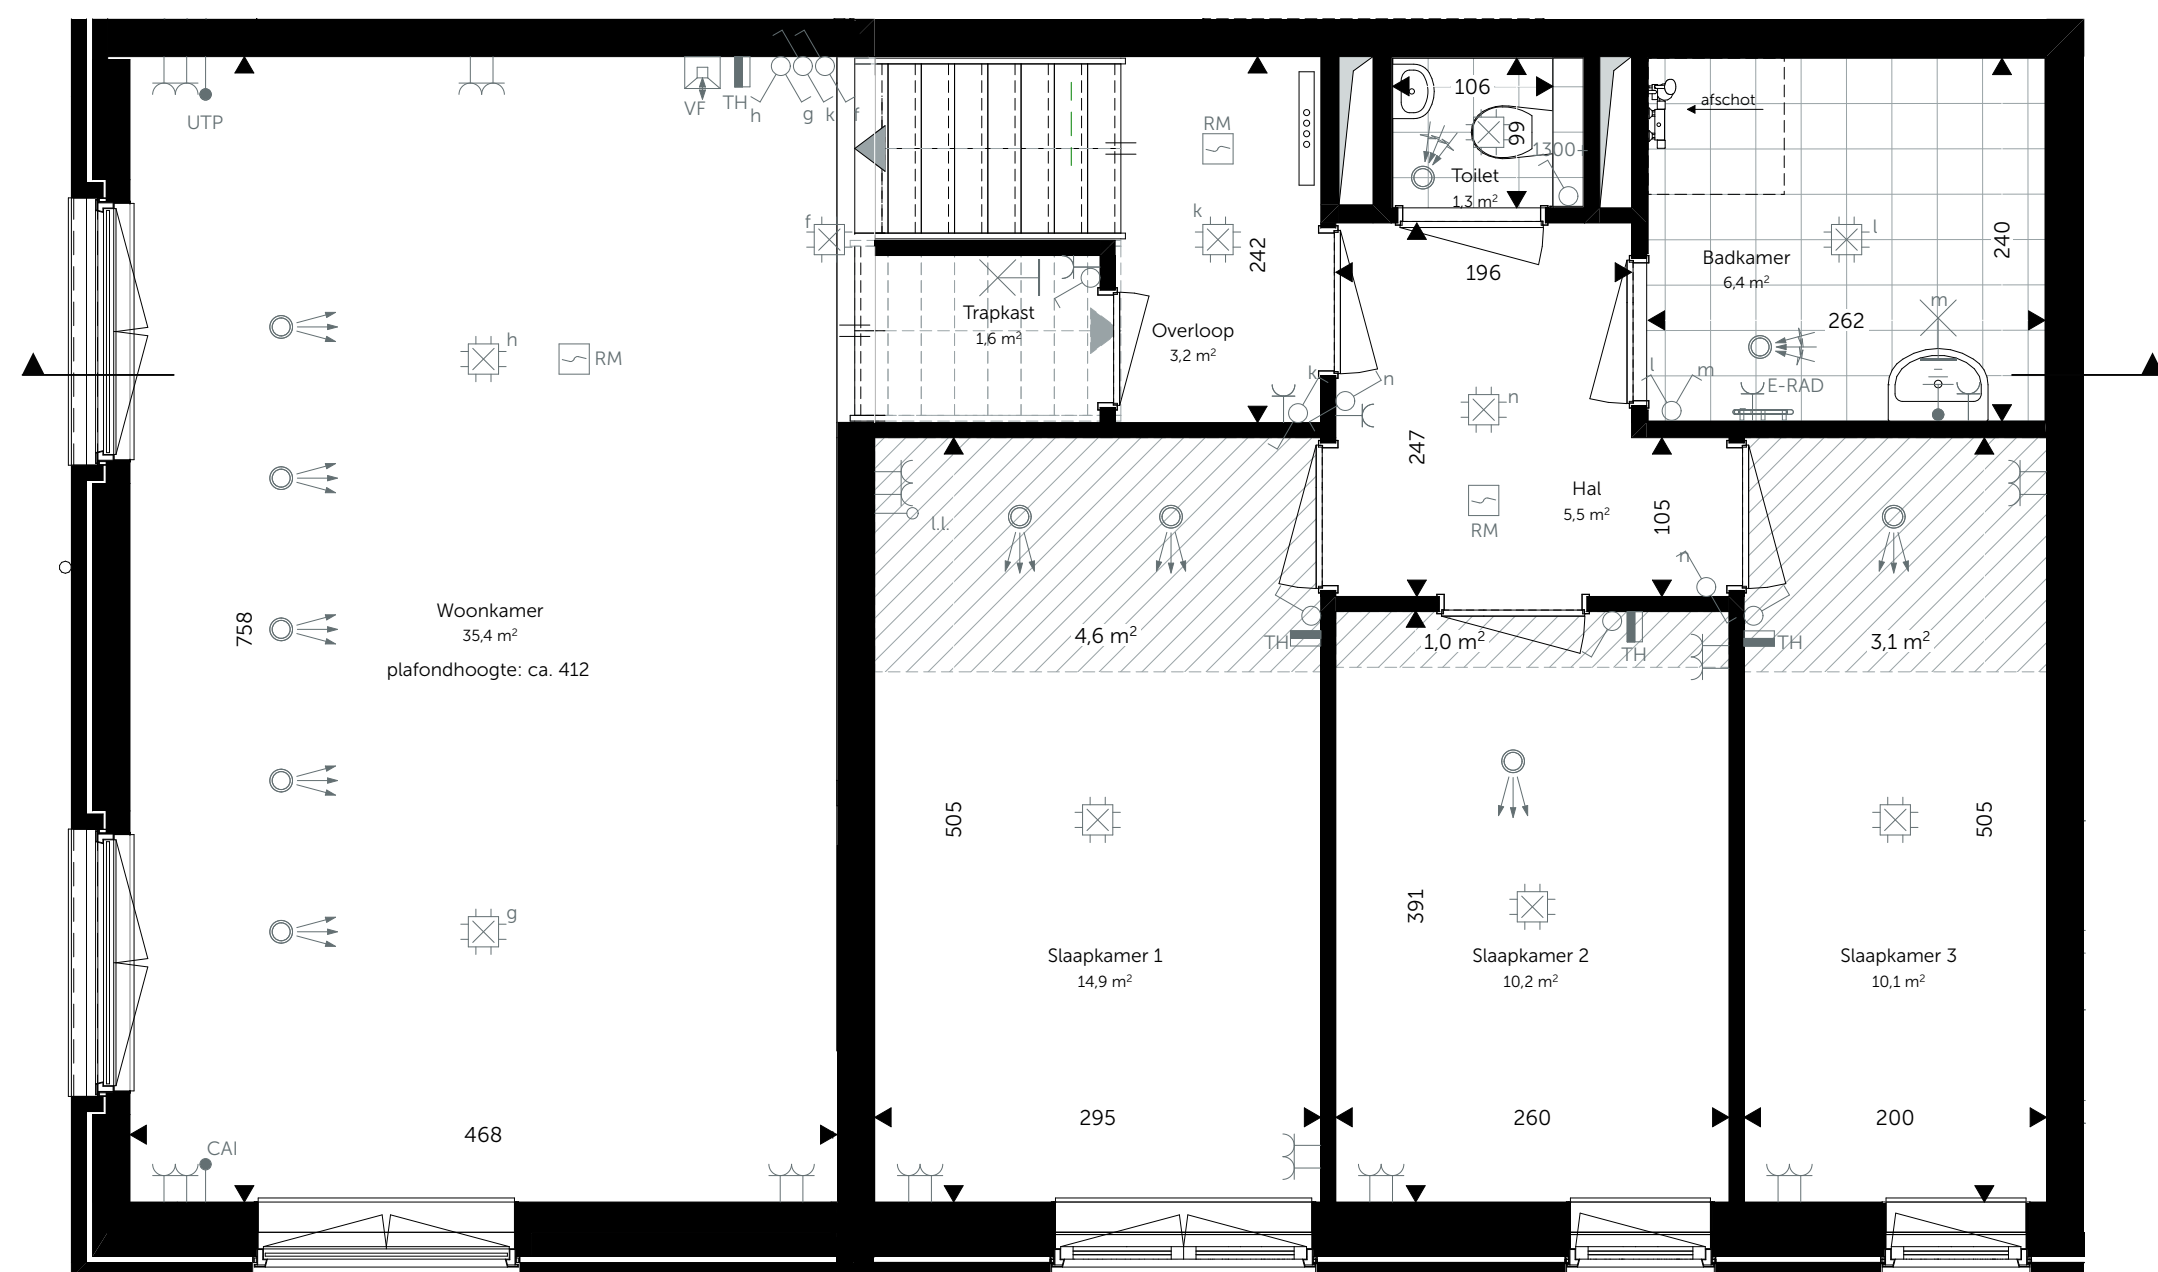 UTP
VF
TH
h
g
k
f
RM
106
99
1300+
Toilet
1,3 m²
afschot
f
k
242
Trapkast
1,6 m²
Overloop
3,2 m²
196
Badkamer
6,4 m²
l
240
262
m
h
RM
k
n
n
l
m
E-RAD
247
l.l.
RM
Hal
5,5 m²
105
n
758
Woonkamer
35,4 m²
plafondhoogte: ca. 412
4,6 m²
TH
1,0 m²
TH
TH
3,1 m²
505
505
391
g
Slaapkamer 1
14,9 m²
Slaapkamer 2
10,2 m²
Slaapkamer 3
10,1 m²
468
295
260
200
CAI